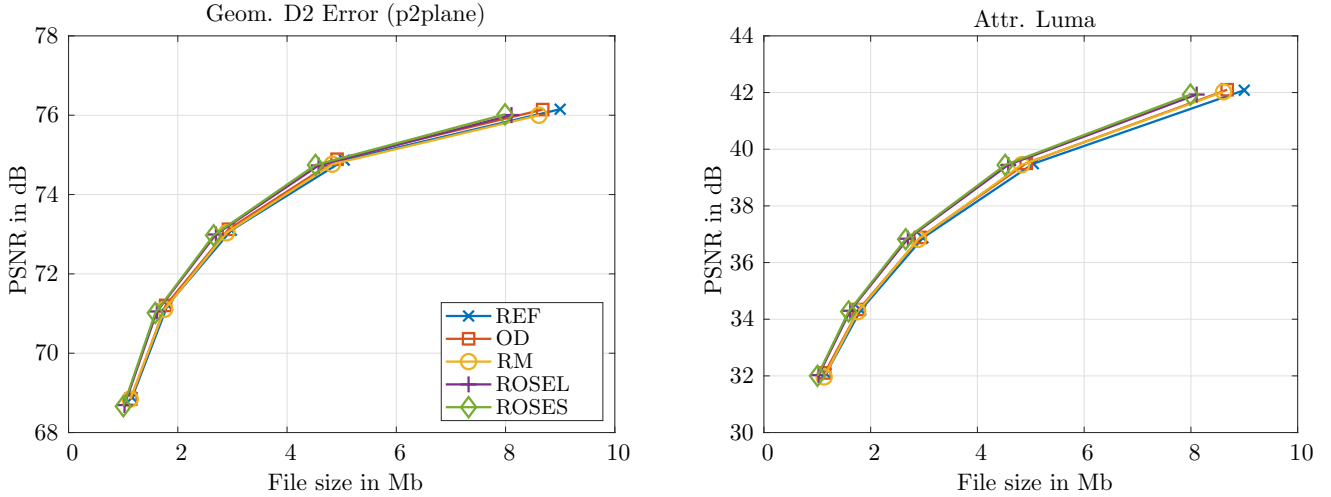 Geom. D2 Error (p2plane)
78
76
74
72
70
68
PSNR in dB
0 2 4 6 8 10
File size in Mb
REF
OD
RM
ROSEL
ROSES
Attr. Luma
44
42
40
38
36
34
32
30
PSNR in dB
0 2 4 6 8 10
File size in Mb